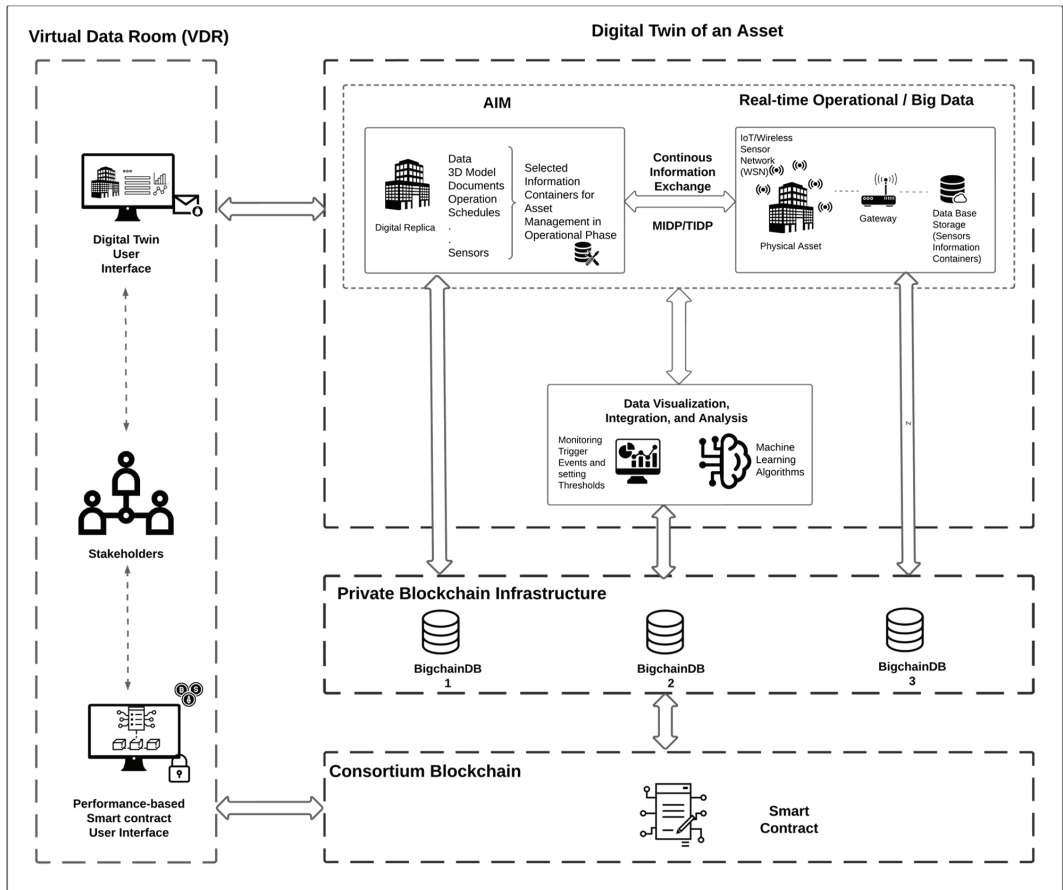 Virtual Data Room (VDR)
Digital Twin
User
Interface
Stakeholders
Performance-based
Smart contract
User Interface
Digital Twin of an Asset
AIM
Digital Replica
Data
3D Model
Documents
Operation
Schedules
.
.
Sensors
Selected
Information
Containers for
Asset
Management in
Operational Phase
Continous
Information
Exchange
MIDP/TIDP
Real-time Operational / Big Data
IoT/Wireless
Sensor
Network
(WSN)
Physical Asset
Gateway
Data Base
Storage
(Sensors
Information
Containers)
Data Visualization,
Integration, and Analysis
Monitoring
Trigger
Events and
setting
Thresholds
Machine
Learning
Algorithms
Z
Private Blockchain Infrastructure
BigchainDB
1
BigchainDB
2
BigchainDB
3
Consortium Blockchain
Smart
Contract